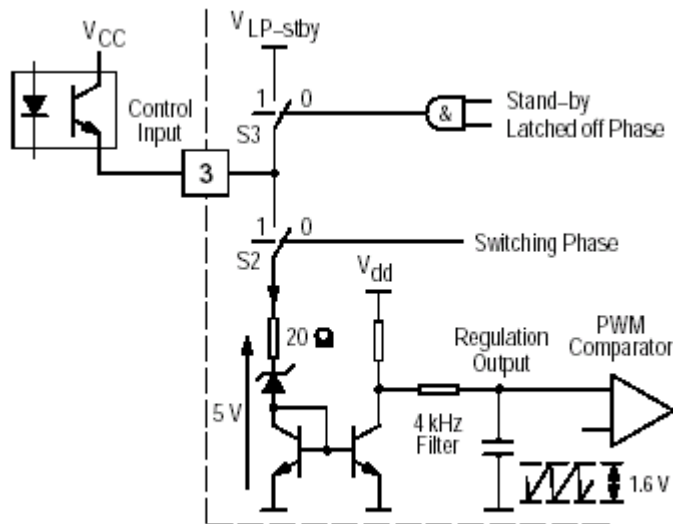 V LP–stby
VCC
Control
Input
1 0
S3
&
Stand–by
Latched off Phase
3
1 0
S2
Switching Phase
Vdd
20
5 V
Regulation
Output
PWM
Comparator
4 kHz
Filter
1.6 V